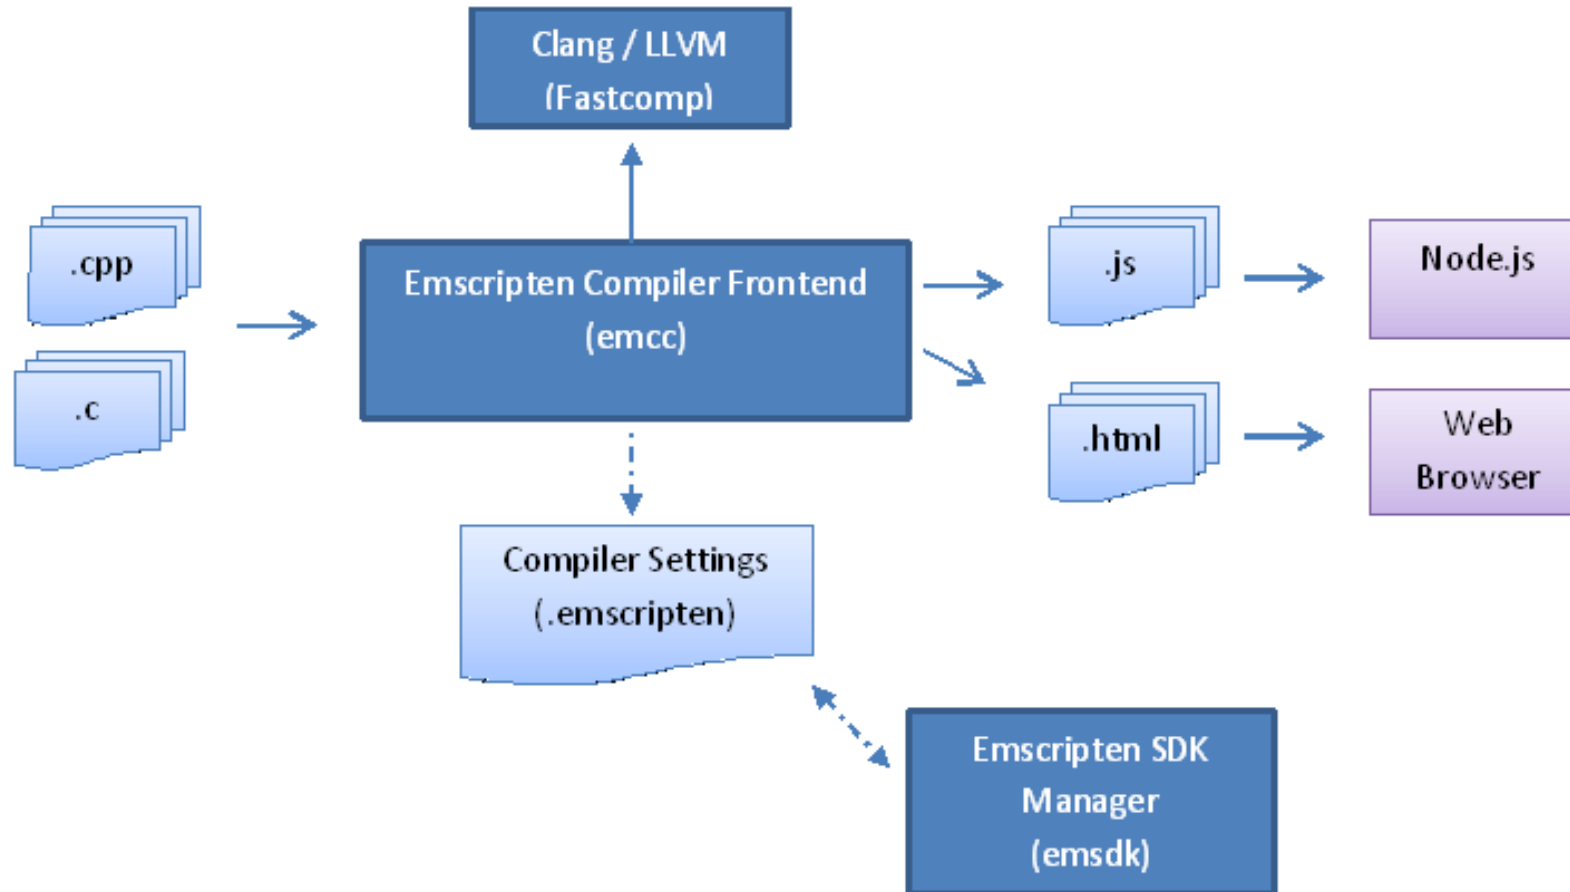 Clang / LLVM
(Fastcomp)
.cpp
.c
Emscripten Compiler Frontend
(emcc)
.js
Node.js
.html
Web
Browser
Compiler Settings
(.emscripten)
Emscripten SDK
Manager
(emsdk)